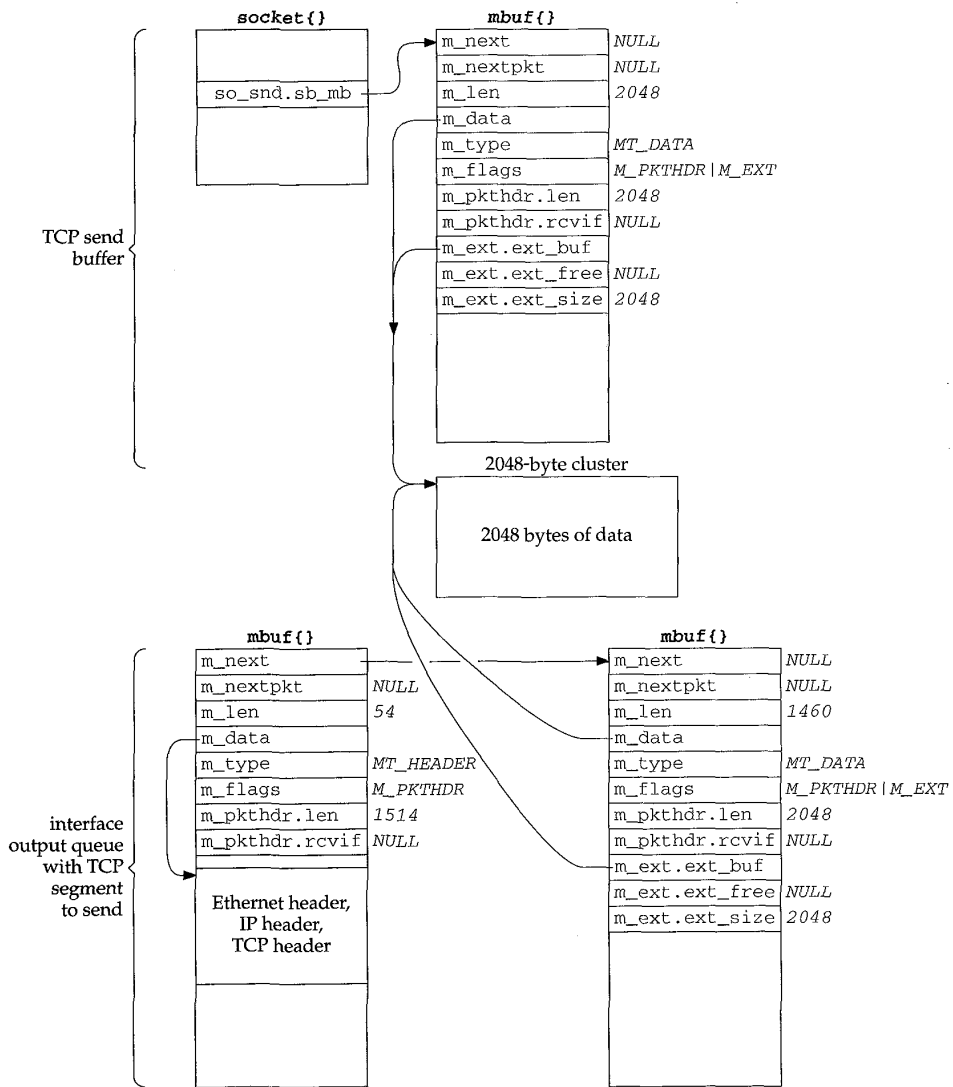 socket{}
mbuf{}
m_next NULL
m_nextpkt NULL
so_snd.sb_mb
m_len 2048
m_data
m_type MT_DATA
m_flags M_PKTHDR|M_EXT
m_pkthdr.len 2048
m_pkthdr.rcvif NULL
TCP send
buffer
m_ext.ext_buf
m_ext.ext_free NULL
m_ext.ext_size 2048
2048-byte cluster
2048 bytes of data
mbuf{}
m_next
m_nextpkt NULL
m_len 54
m_data
m_type MT_HEADER
m_flags M_PKTHDR
m_pkthdr.len 1514
m_pkthdr.rcvif NULL
interface
output queue
with TCP
segment
to send
Ethernet header,
IP header,
TCP header
mbuf{}
m_next NULL
m_nextpkt NULL
m_len 1460
m_data
m_type MT_DATA
m_flags M_PKTHDR|M_EXT
m_pkthdr.len 2048
m_pkthdr.rcvif NULL
m_ext.ext_buf
m_ext.ext_free NULL
m_ext.ext_size 2048